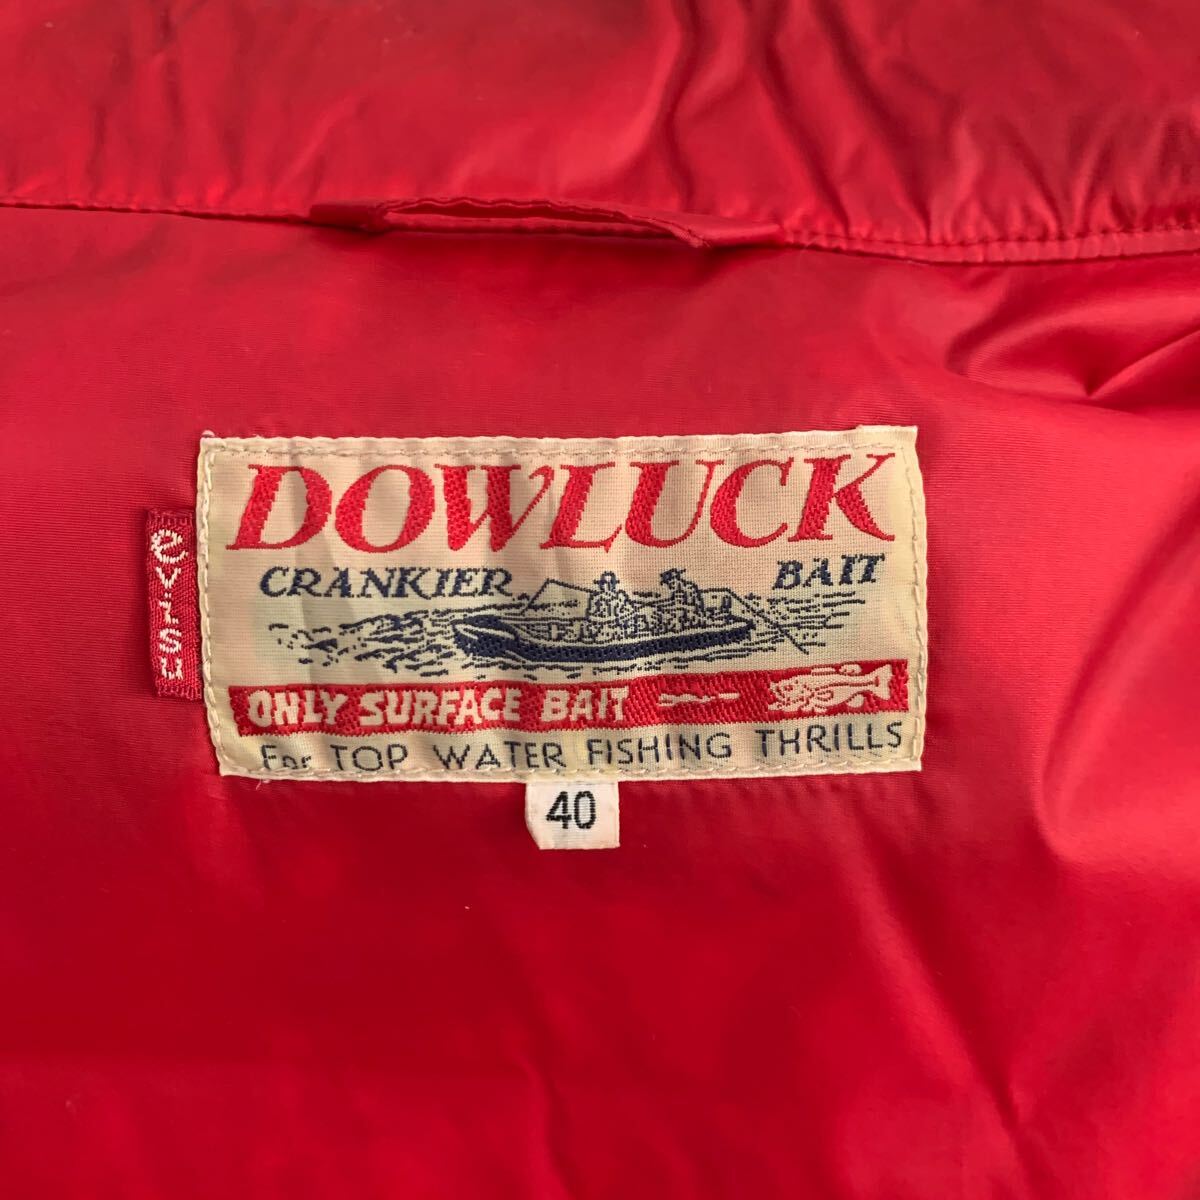 DOWLUCK
CRANKIER BAIT
evisu
ONLY SURFACE BAIT
For TOP WATER FISHING THRILLS
40